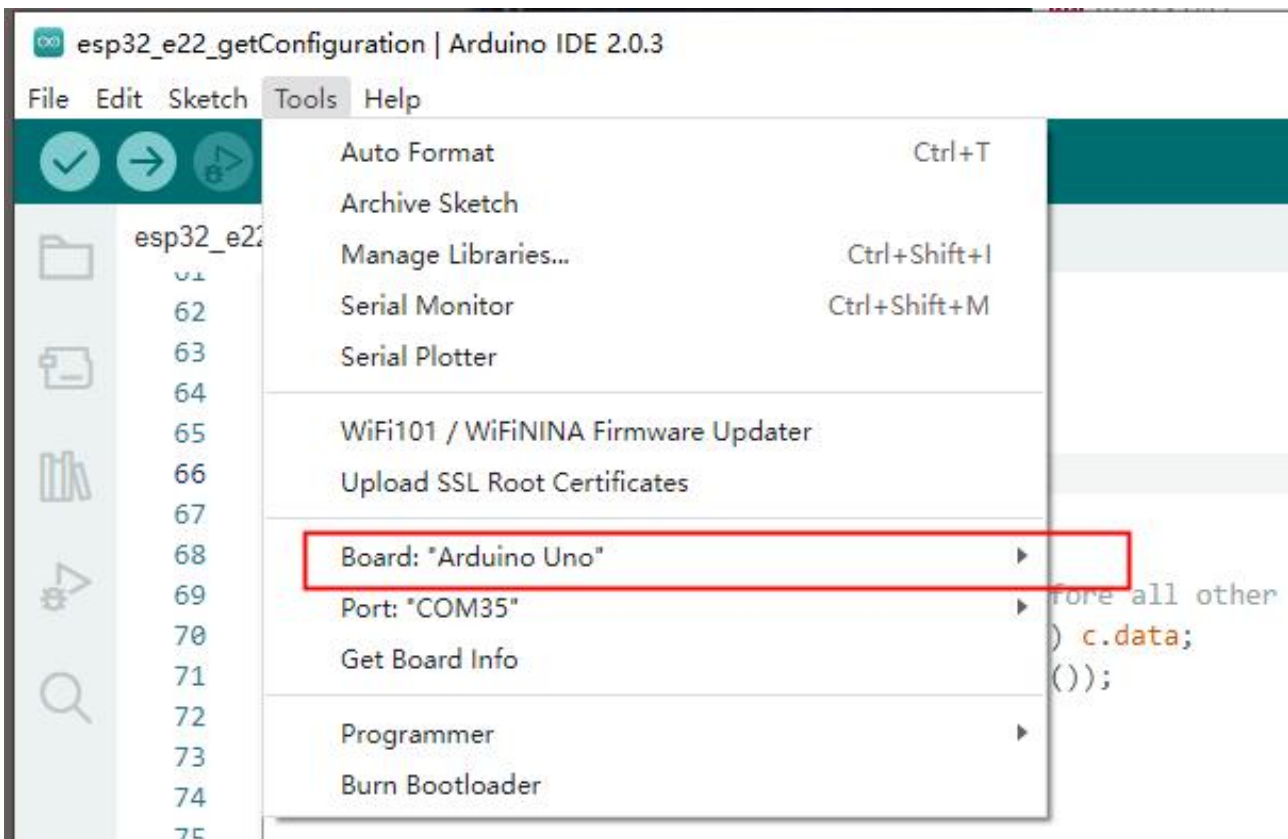 esp32_e22_getConfiguration | Arduino IDE 2.0.3
File Edit Sketch Tools Help
Auto Format Ctrl+T
Archive Sketch
esp32_e22
Manage Libraries... Ctrl+Shift+I
61
62 Serial Monitor Ctrl+Shift+M
63 Serial Plotter
64
65 WiFi101 / WiFiNINA Firmware Updater
66 Upload SSL Root Certificates
67
68 Board: "Arduino Uno"
69 Port: "COM35" fore all other
70 ) c.data;
71 Get Board Info ());
72
73 Programmer
74 Burn Bootloader
75